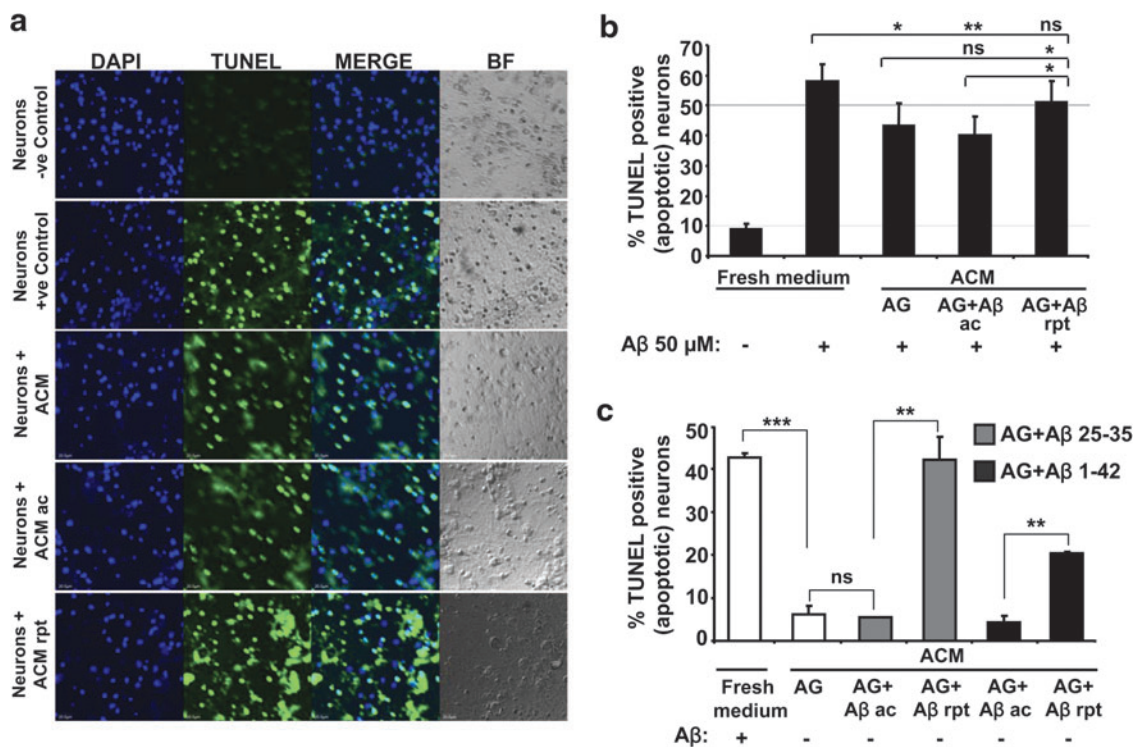 a
DAPI TUNEL MERGE BF
Neurons
-ve Control
Neurons
+ve Control
Neurons +
ACM
Neurons +
ACM ac
Neurons +
ACM rpt
b
% TUNEL positive
(apoptotic) neurons
70
60
50
40
30
20
10
0
* ** ns
ns *
*
Fresh medium
ACM
AG AG+Aβ ac AG+Aβ rpt
Aβ 50 µM: - + + + +
c
% TUNEL positive
(apoptotic) neurons
50
40
30
20
10
0
*** ns ** **
AG+Aβ 25-35
AG+Aβ 1-42
ACM
Fresh medium AG AG+ Aβ ac AG+ Aβ rpt AG+ Aβ ac AG+ Aβ rpt
Aβ: + - - - - -